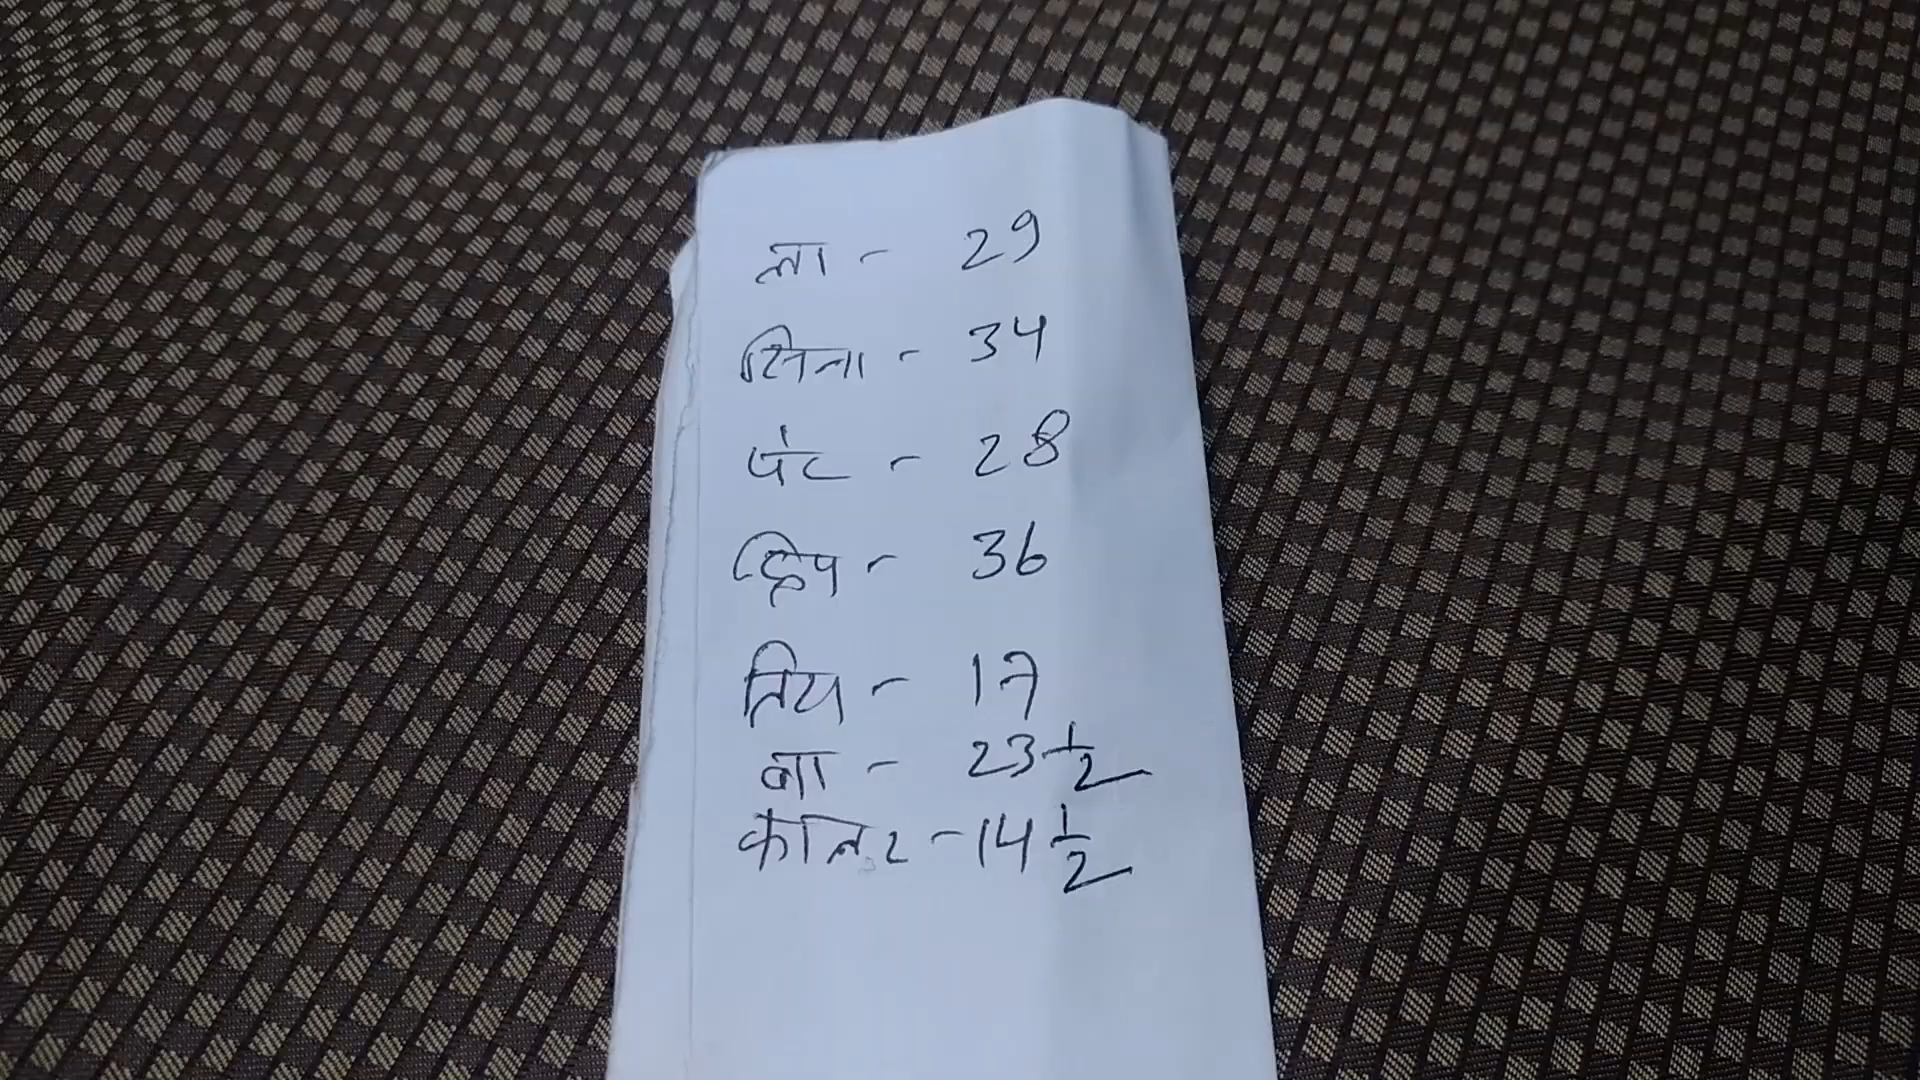 ला - 29
सिना - 34
पेट - 28
हिप - 36
तिरा - 17
बा - 23 1/2
कालर - 14 1/2